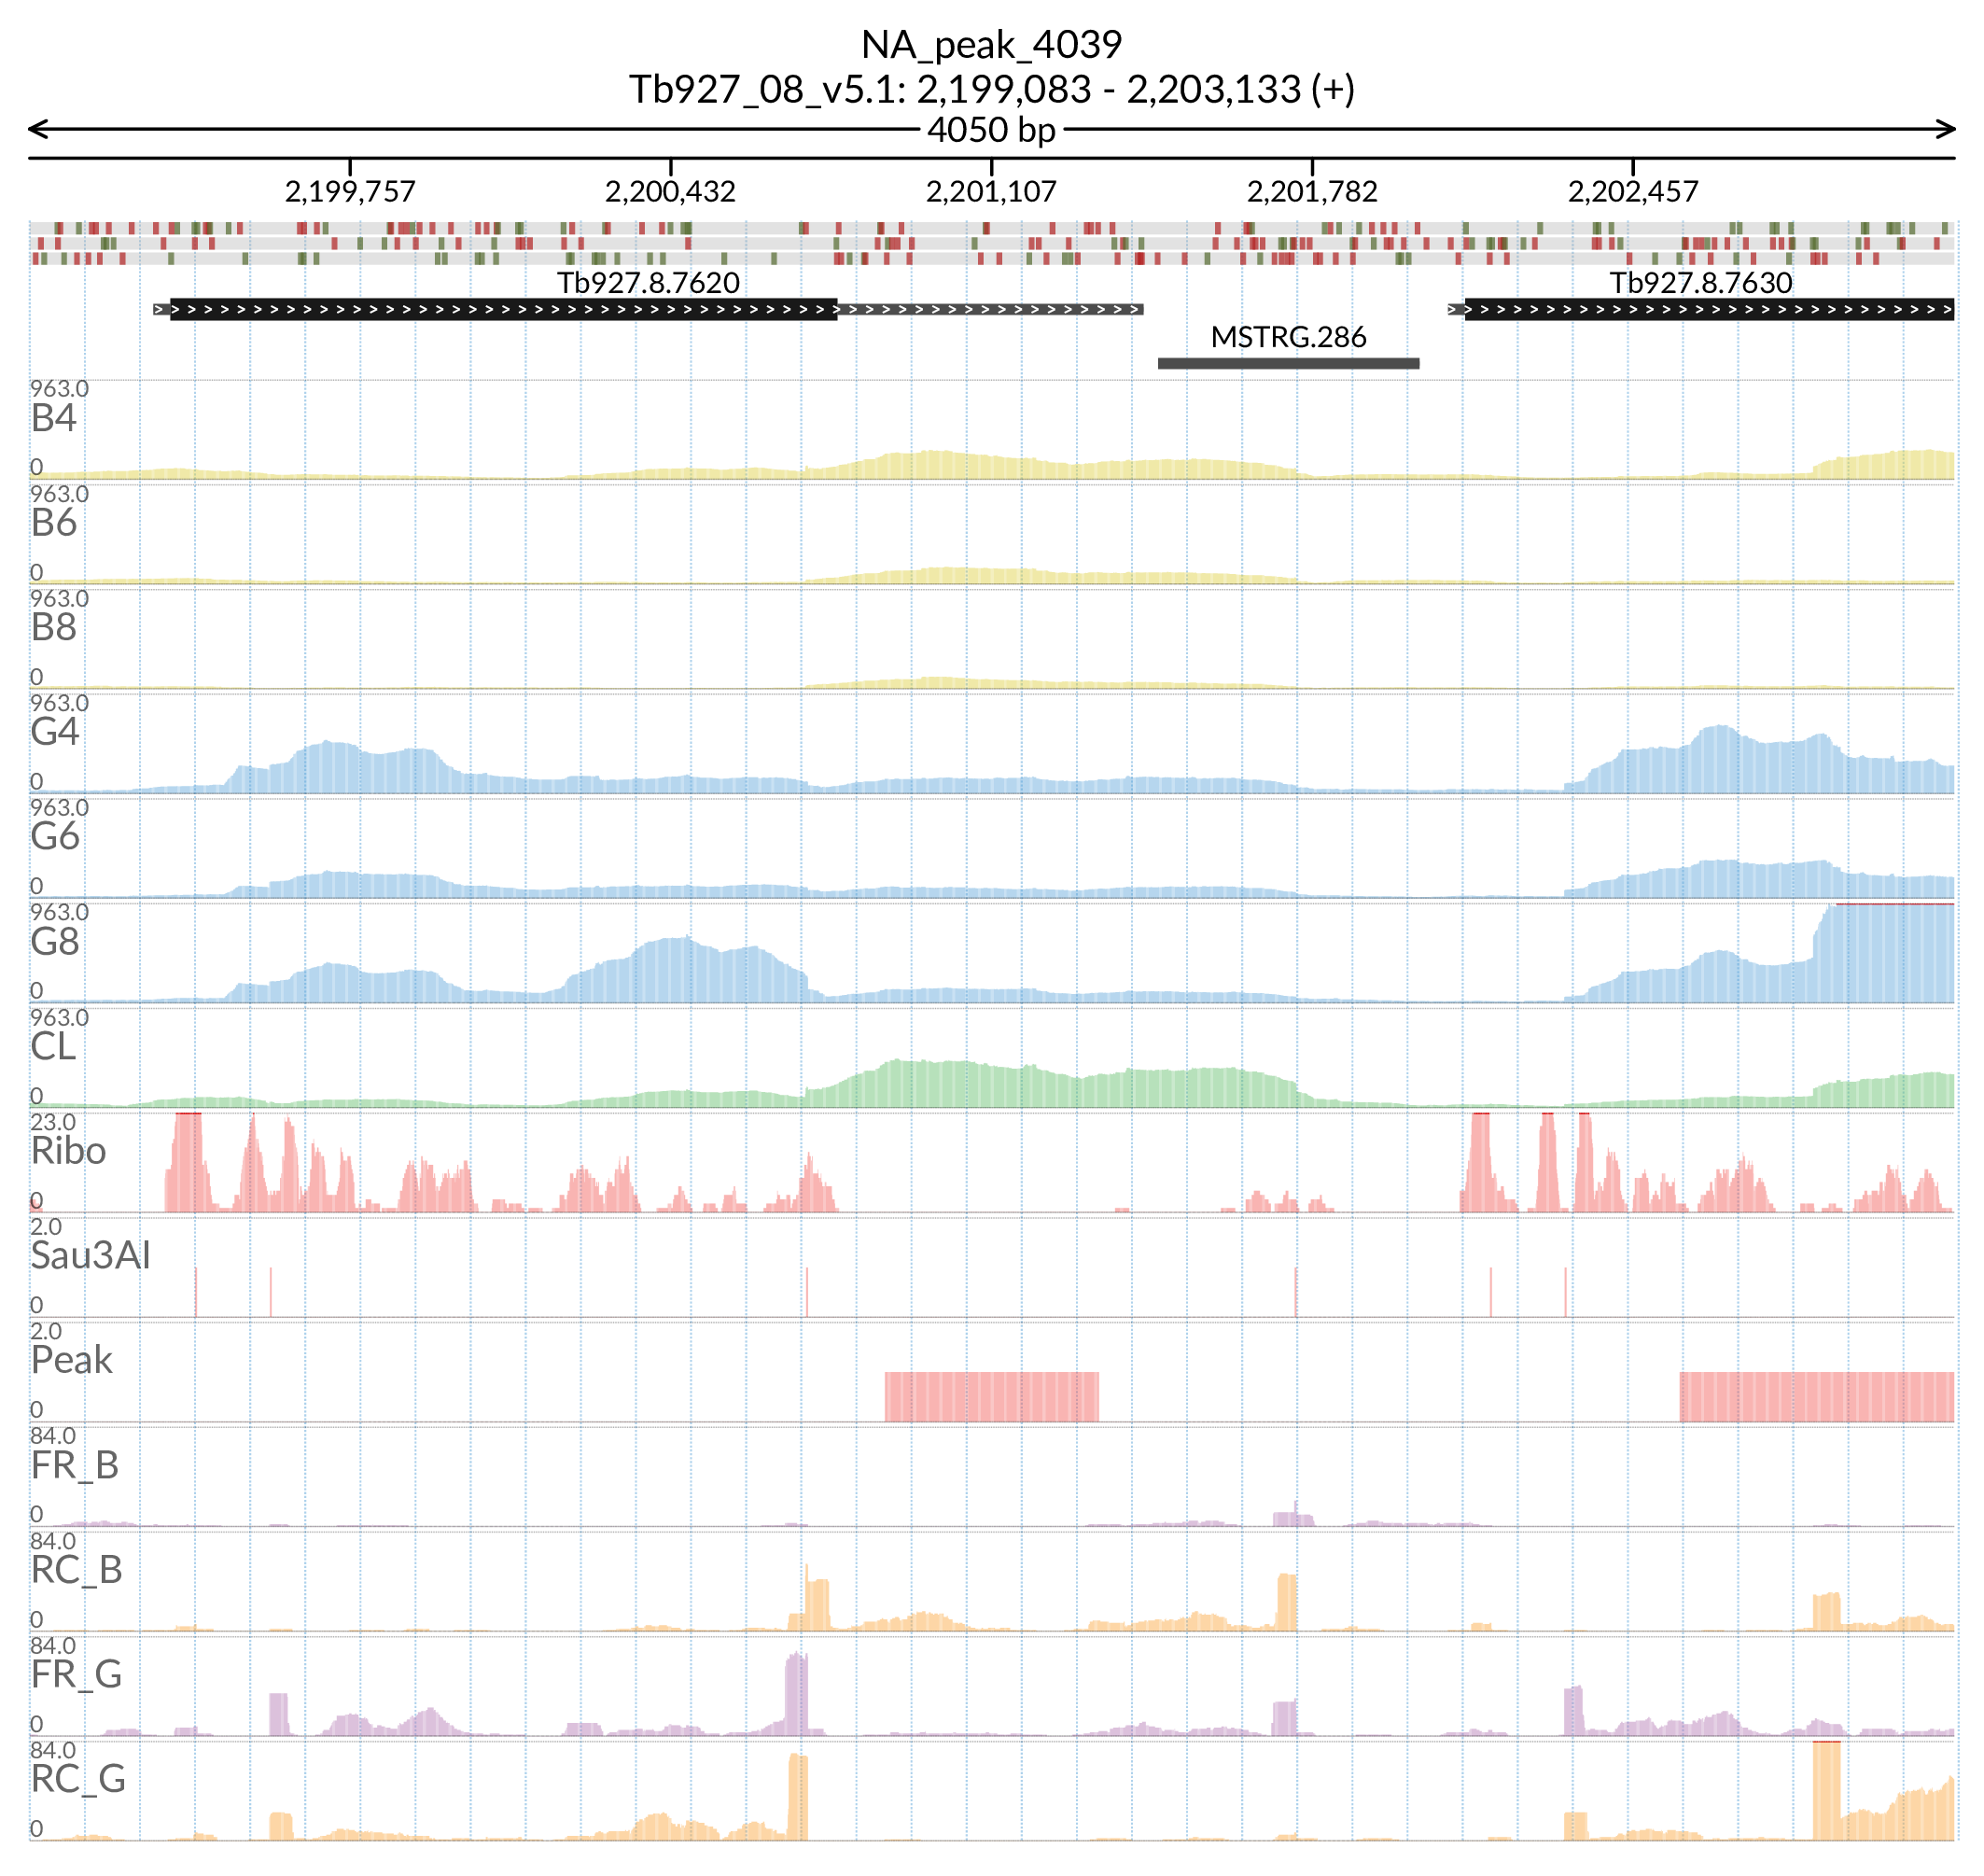 NA_peak_4039
Tb927_08_v5.1: 2,199,083 - 2,203,133 (+)
4050 bp
2,199,757 2,200,432 2,201,107 2,201,782 2,202,457
Tb927.8.7620 Tb927.8.7630
MSTRG.286
963.0
B4
0
963.0
B6
0
963.0
B8
0
963.0
G4
0
963.0
G6
0
963.0
G8
0
963.0
CL
0
23.0
Ribo
0
2.0
Sau3AI
0
2.0
Peak
0
84.0
FR_B
0
84.0
RC_B
0
84.0
FR_G
0
84.0
RC_G
0